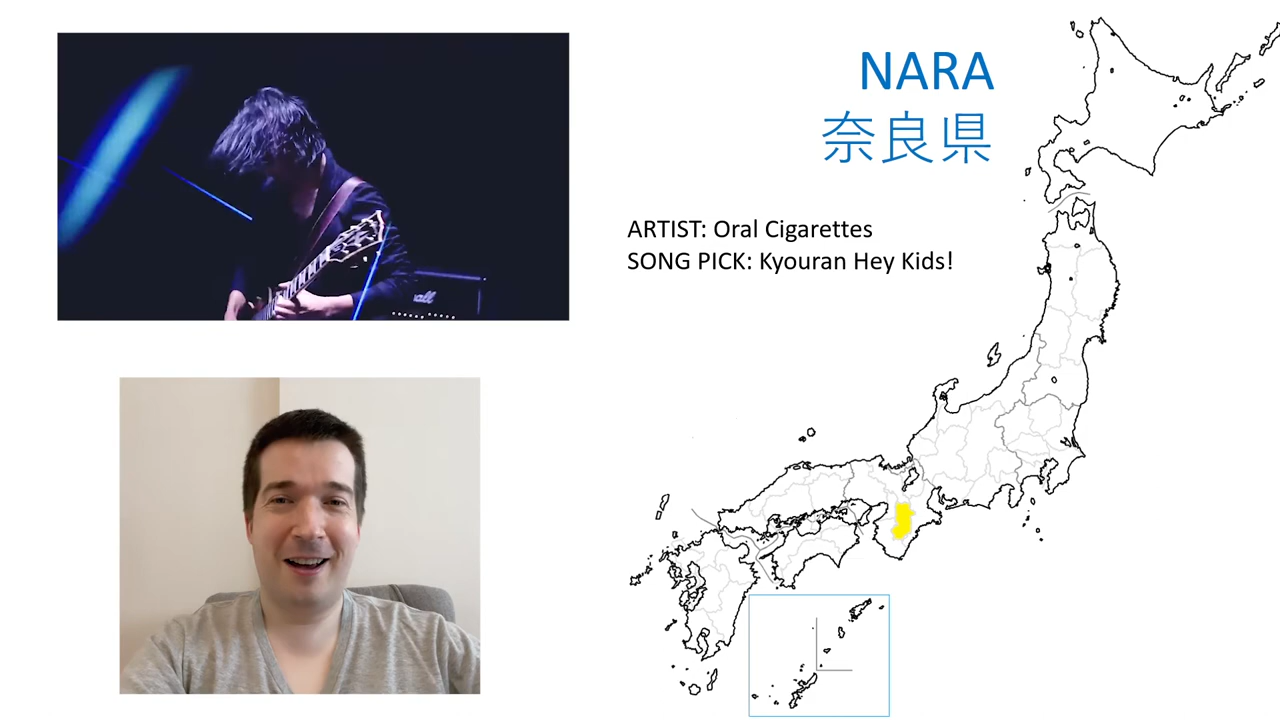 NARA
奈良県
ARTIST: Oral Cigarettes
SONG PICK: Kyouran Hey Kids!